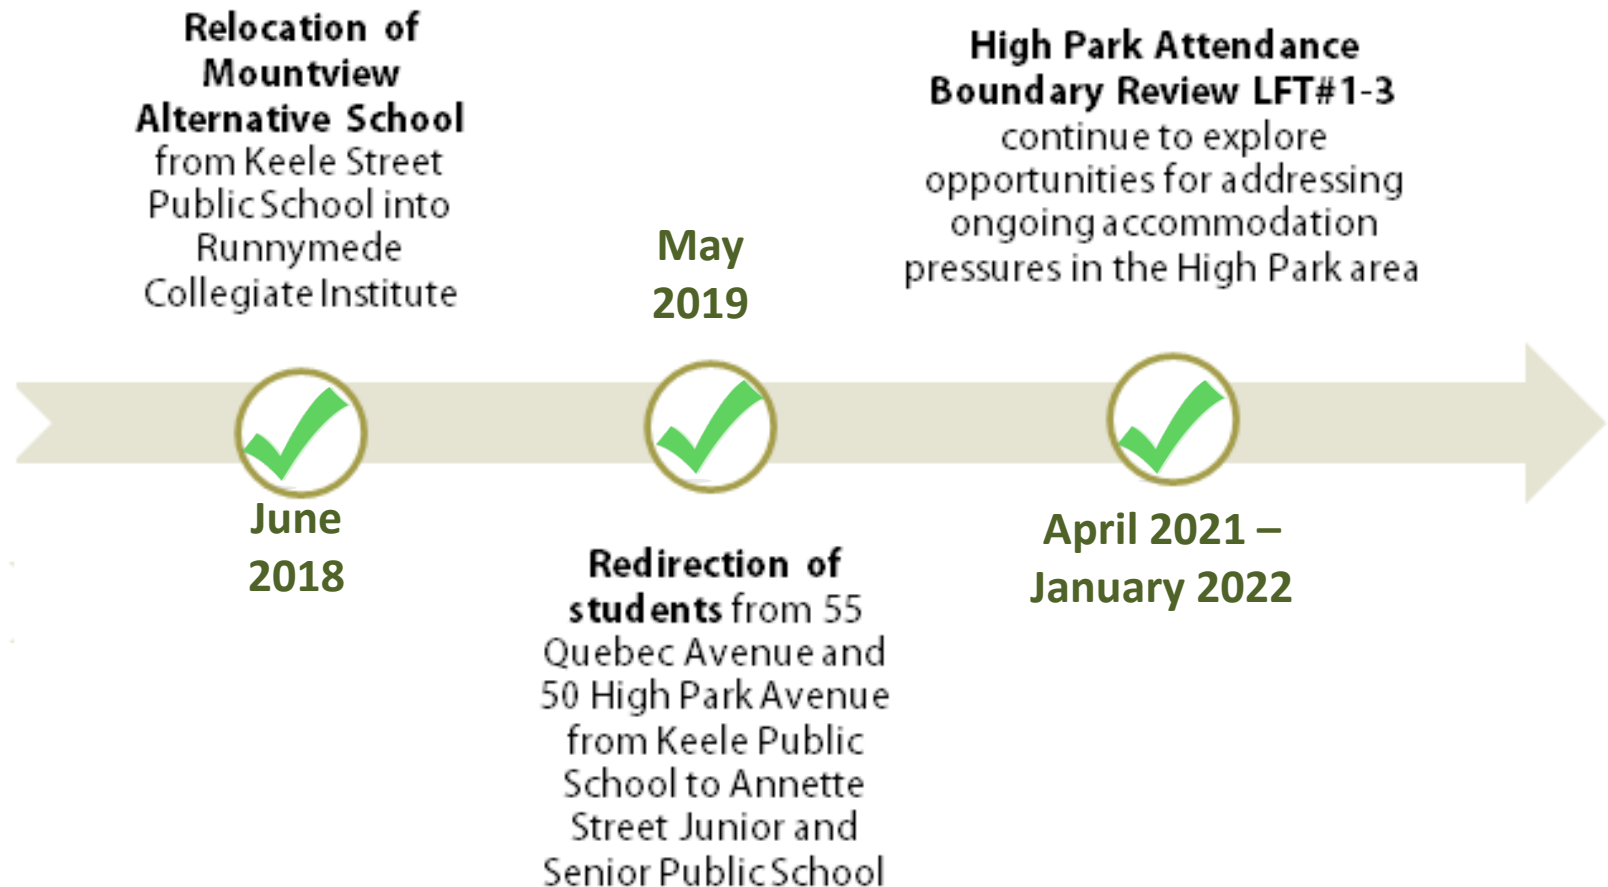 Relocation of
Mountview
Alternative School
from Keele Street
Public School into
Runnymede
Collegiate Institute
June
2018
May
2019
Redirection of
students from 55
Quebec Avenue and
50 High Park Avenue
from Keele Public
School to Annette
Street Junior and
Senior Public School
High Park Attendance
Boundary Review LFT#1-3
continue to explore
opportunities for addressing
ongoing accommodation
pressures in the High Park area
April 2021 –
January 2022